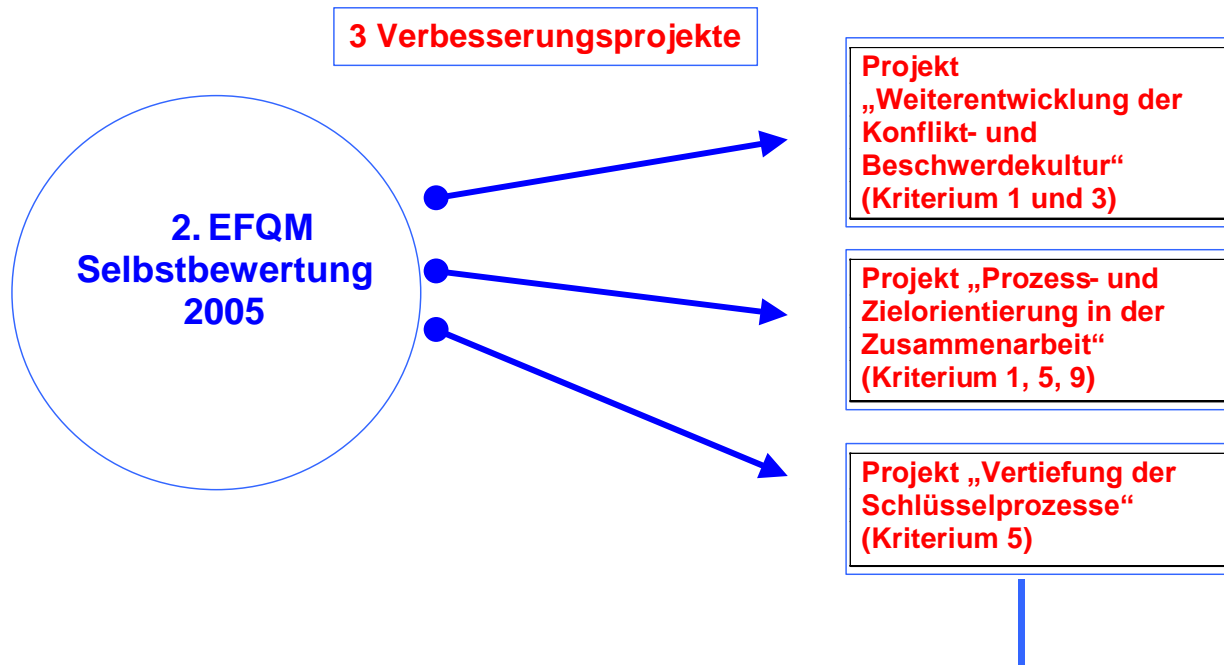 3 Verbesserungsprojekte
2. EFQM
Selbstbewertung
2005
Projekt
„Weiterentwicklung der
Konflikt- und
Beschwerdekultur“
(Kriterium 1 und 3)
Projekt „Prozess- und
Zielorientierung in der
Zusammenarbeit“
(Kriterium 1, 5, 9)
Projekt „Vertiefung der
Schlüsselprozesse“
(Kriterium 5)